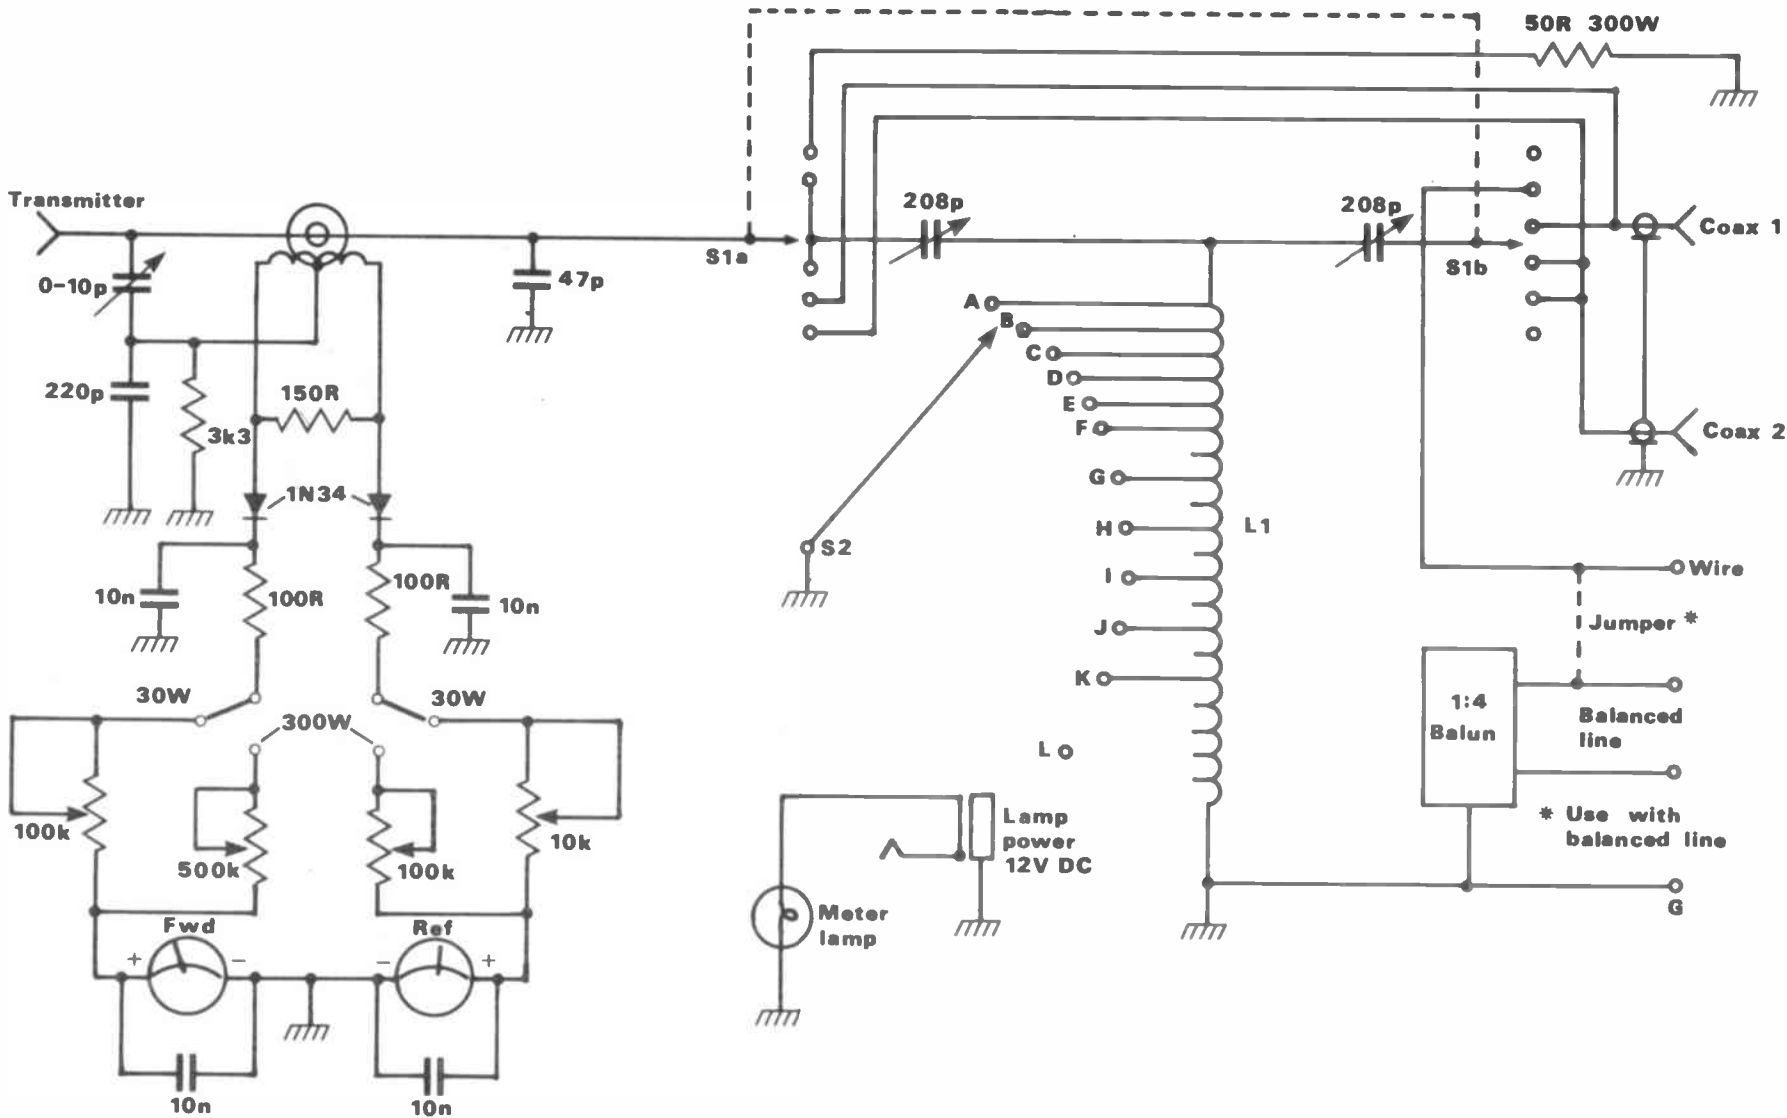 50R 300W
Transmitter
0-10p
47p
S1a
208p
208p
S1b
Coax 1
220p
150R
3k3
1N34
A
B
C
D
E
F
G
H
I
J
K
L
L1
S2
Coax 2
10n
100R
100R
10n
30W
30W
300W
100k
500k
100k
10k
Wire
Jumper *
1:4
Balun
Balanced
line
* Use with
balanced line
G
Lamp
power
12V DC
Meter
lamp
Fwd
Ref
+
-
-
+
10n
10n